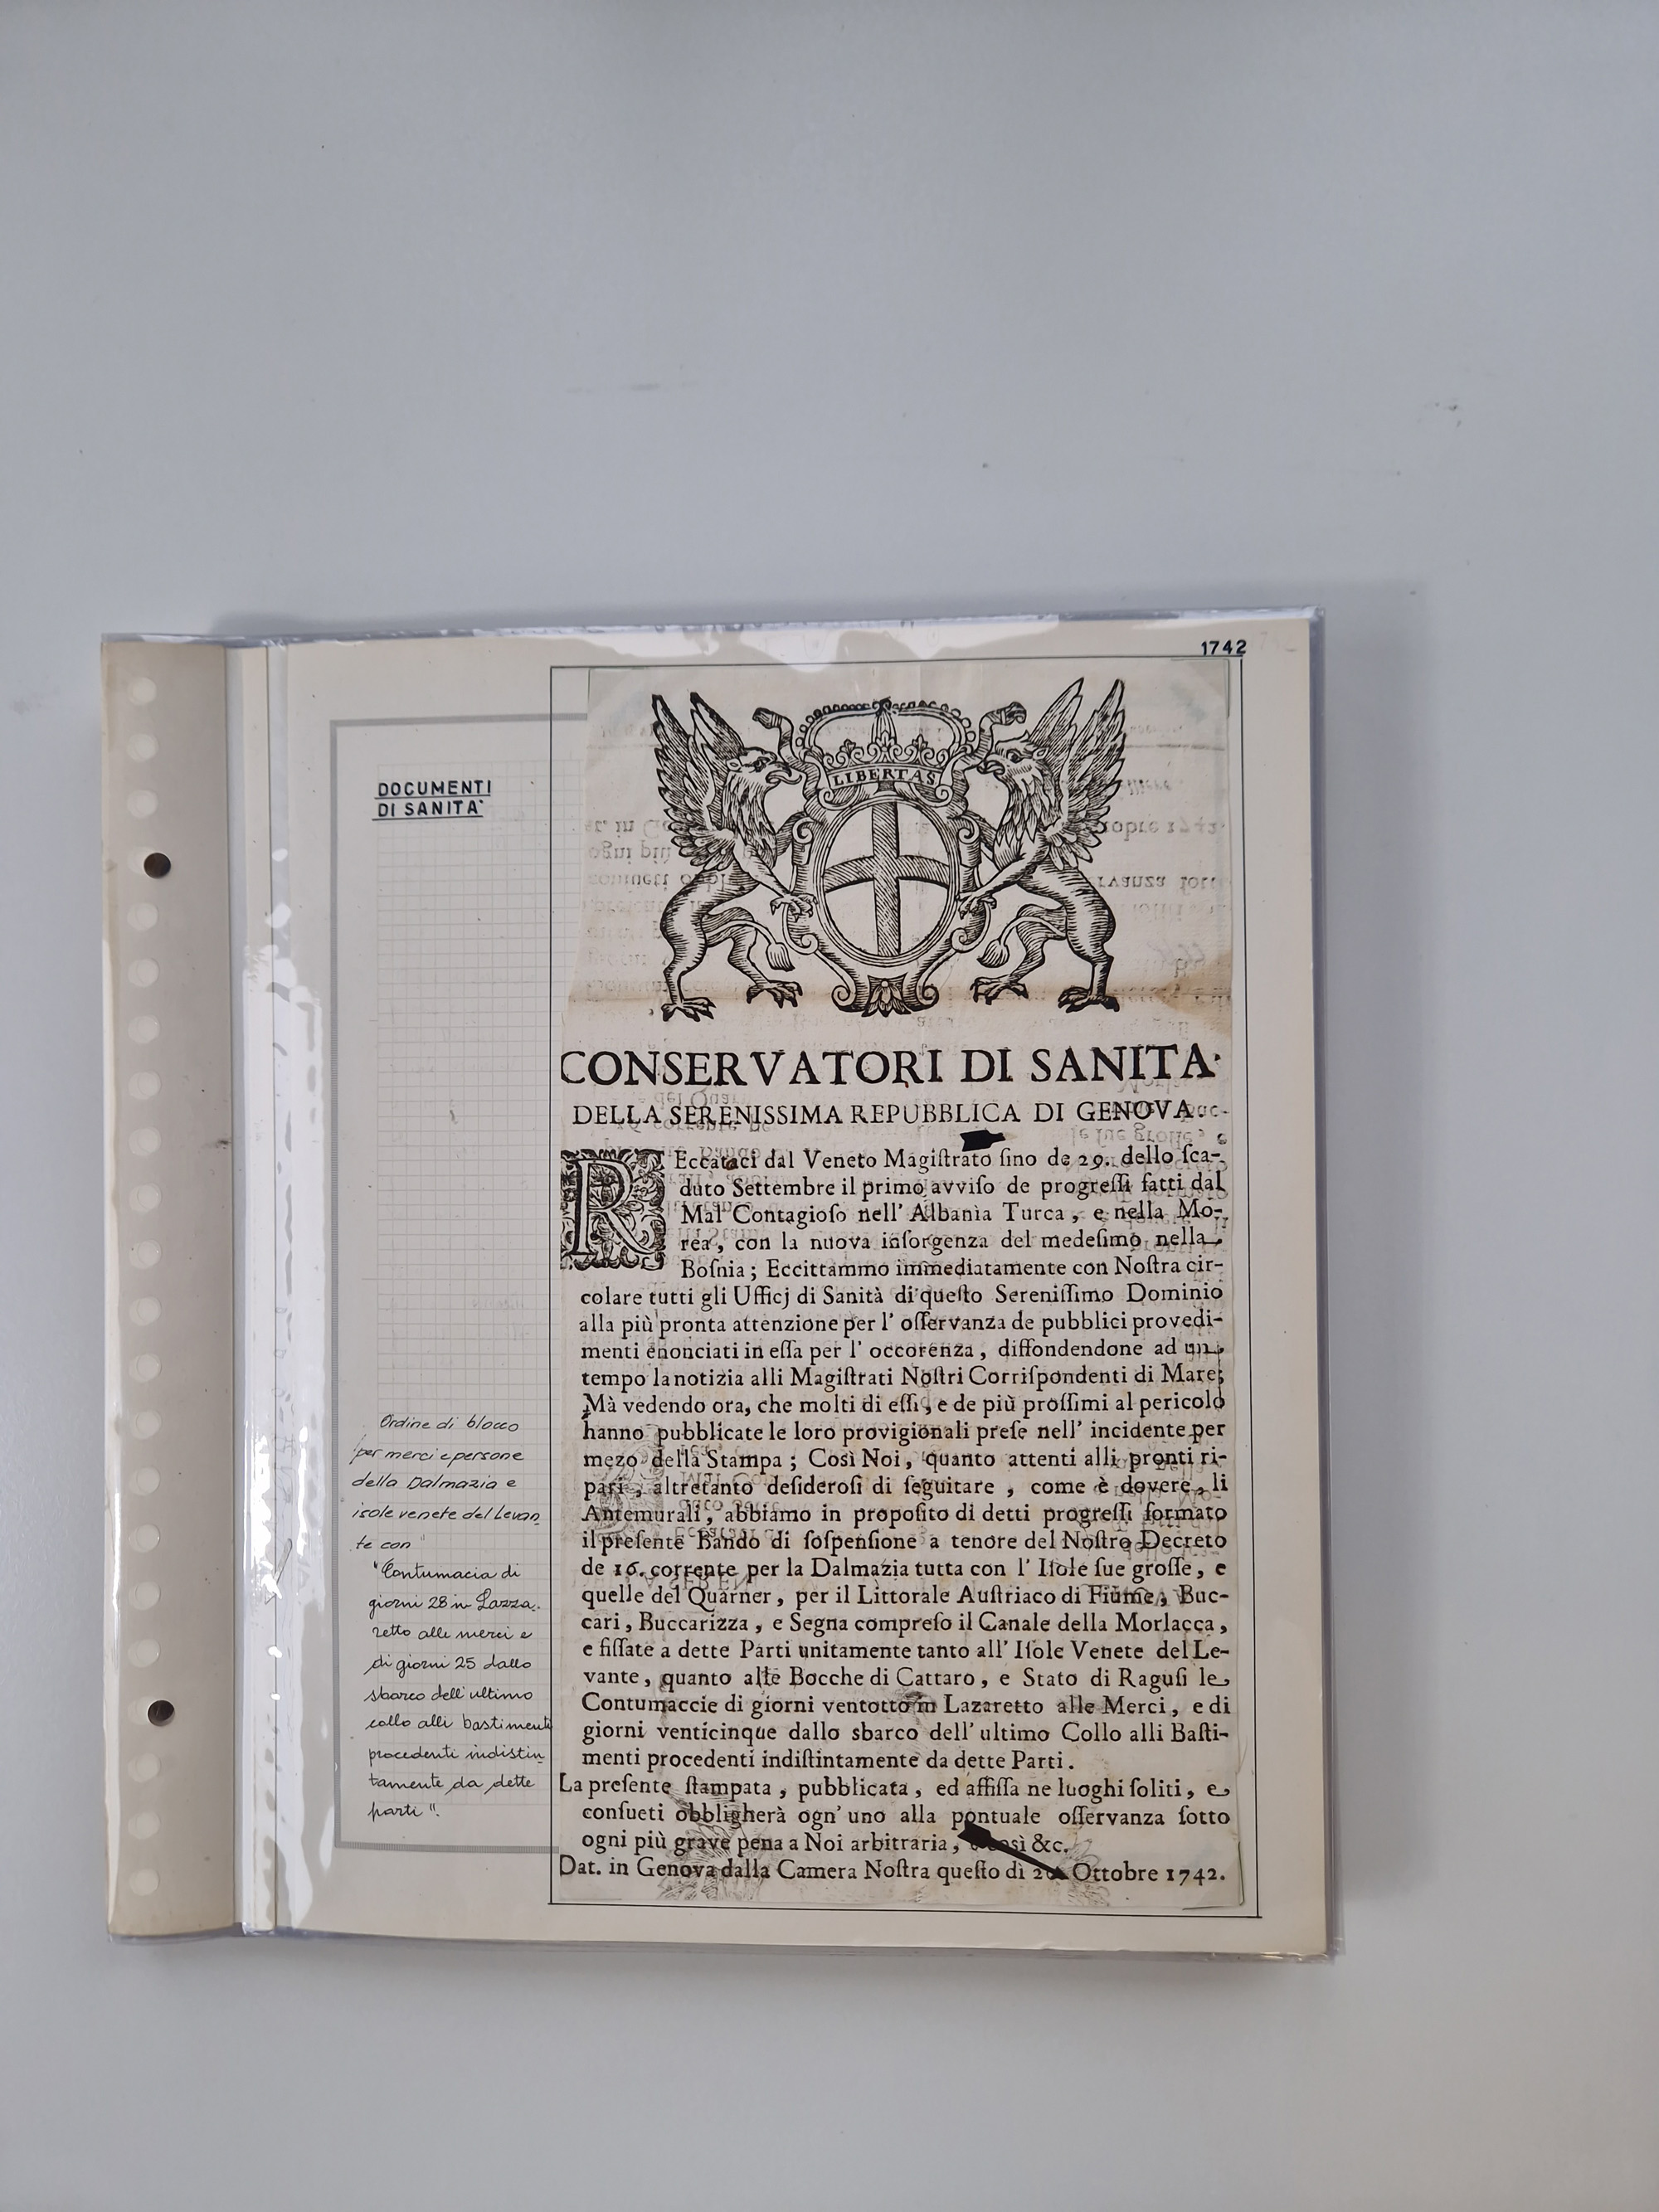 1742
DOCUMENTI
DI SANITA'
Ordine di blocco
per merci e persone
della Dalmazia e
isole venete del Levan
te con
"Contumacia di
giorni 28 in Lazza.
retto alle merci e
di giorni 25 dallo
sbarco dell'ultimo
collo alli bastimenti
procedenti indistin
tamente da dette
parti".
LIBERTAS
CONSERVATORI DI SANITA'
DELLA SERENISSIMA REPUBBLICA DI GENOVA
REccataci dal Veneto Magiſtrato ſino de 29. dello ſca-
duto Settembre il primo avviſo de progreſſi fatti dal
Mal Contagioſo nell' Albania Turca, e nella Mo-
rea, con la nuova inſorgenza del medeſimo nella
Boſnia; Eccittammo immediatamente con Noſtra cir-
colare tutti gli Ufficj di Sanità di queſto Sereniſſimo Dominio
alla più pronta attenzione per l' oſſervanza de pubblici provedi-
menti enonciati in eſſa per l' occorenza, diffondendone ad un
tempo la notizia alli Magiſtrati Noſtri Corriſpondenti di Mare;
Mà vedendo ora, che molti di eſſi, e de più proſſimi al pericolo
hanno pubblicate le loro provigionali preſe nell' incidente per
mezo della Stampa; Così Noi, quanto attenti alli pronti ri-
pari, altretanto deſideroſi di ſeguitare, come è dovere, li
Antemurali, abbiamo in propoſito di detti progreſſi formato
il preſente Bando di ſoſpenſione a tenore del Noſtro Decreto
de 16. corrente per la Dalmazia tutta con l' Iſole ſue groſſe, e
quelle del Quarner, per il Littorale Auſtriaco di Fiume, Buc-
cari, Buccarizza, e Segna compreſo il Canale della Morlacca,
e fiſſate a dette Parti unitamente tanto all' Iſole Venete del Le-
vante, quanto alle Bocche di Cattaro, e Stato di Raguſi le
Contumaccie di giorni ventotto in Lazaretto alle Merci, e di
giorni venticinque dallo sbarco dell' ultimo Collo alli Baſti-
menti procedenti indiſtintamente da dette Parti.
La preſente ſtampata, pubblicata, ed affiſſa ne luoghi ſoliti, e
conſueti obbligherà ogn' uno alla pontuale oſſervanza ſotto
ogni più grave pena a Noi arbitraria, &c.
Dat. in Genova dalla Camera Noſtra queſto dì Ottobre 1742.